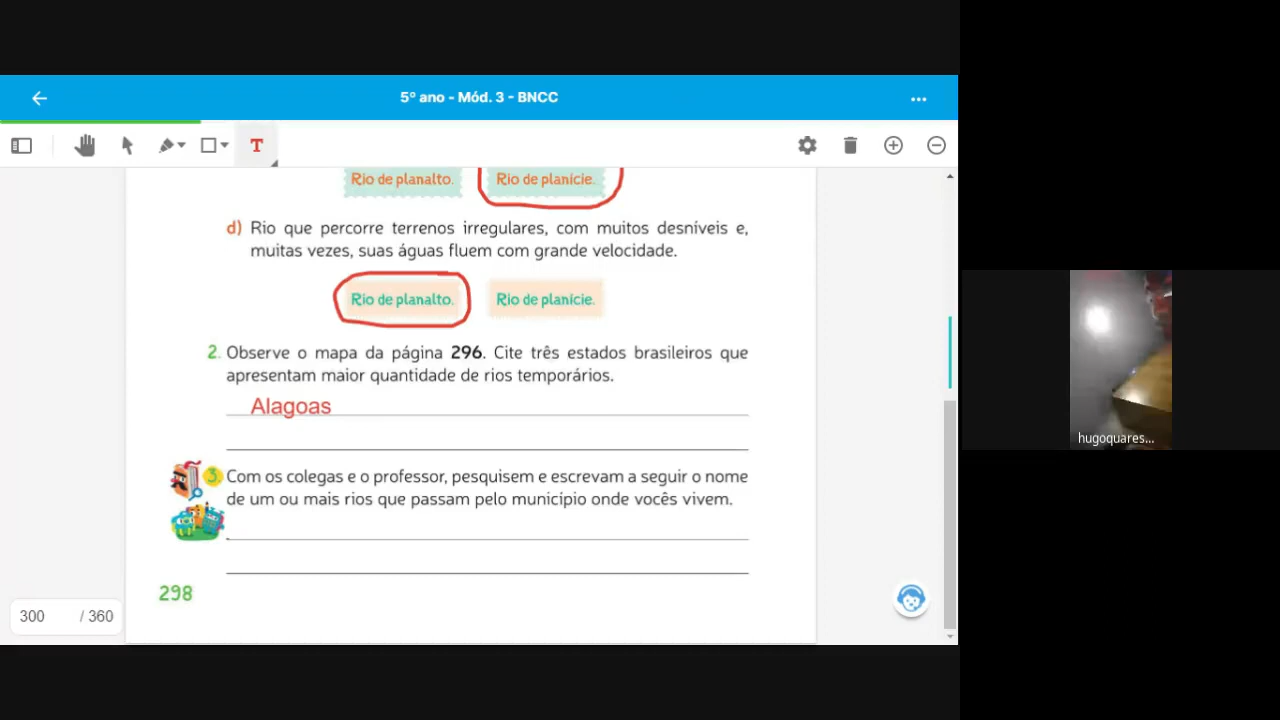 5º ano - Mód. 3 - BNCC
T
Rio de planalto. Rio de planície.
d) Rio que percorre terrenos irregulares, com muitos desníveis e,
muitas vezes, suas águas fluem com grande velocidade.
Rio de planalto. Rio de planície.
2. Observe o mapa da página 296. Cite três estados brasileiros que
apresentam maior quantidade de rios temporários.
Alagoas
3. Com os colegas e o professor, pesquisem e escrevam a seguir o nome
de um ou mais rios que passam pelo município onde vocês vivem.
298
300 / 360
hugoquares...